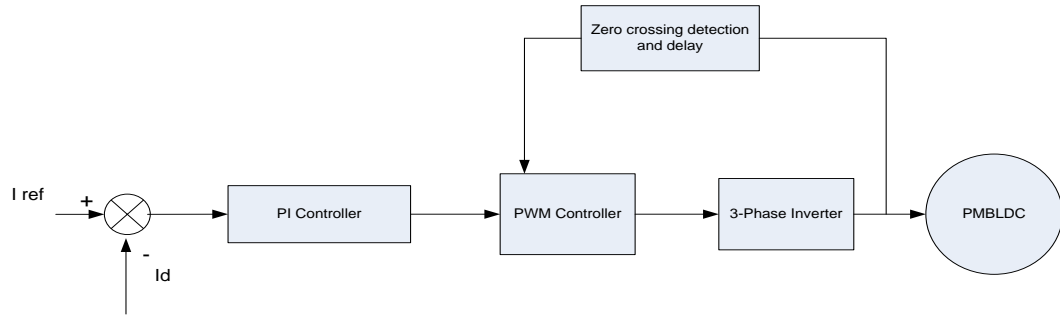 Zero crossing detection
and delay
I ref
+
PI Controller
PWM Controller
3-Phase Inverter
PMBLDC
-
Id